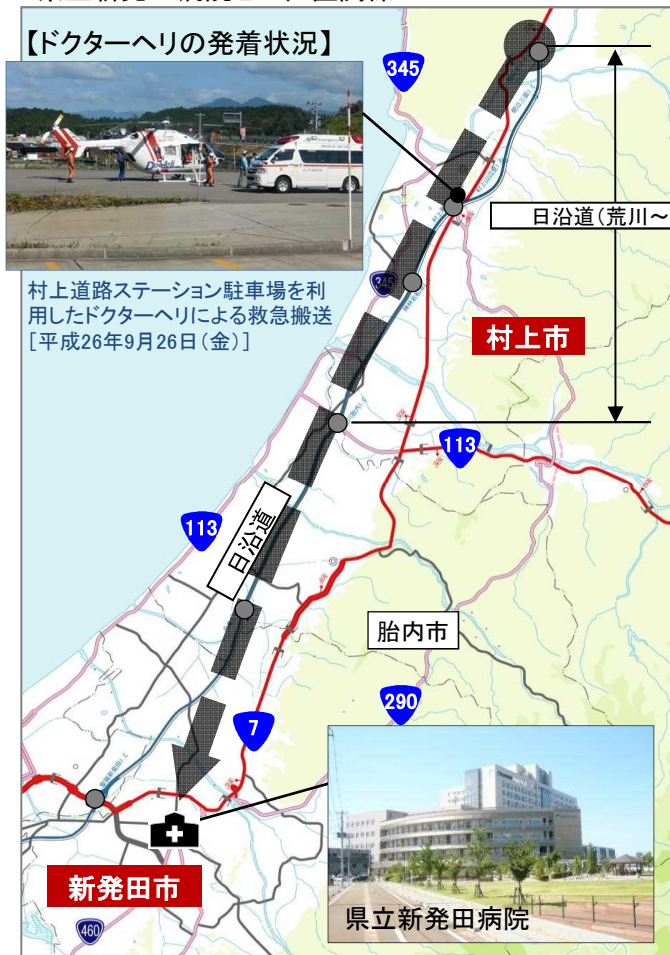 【ドクターヘリの発着状況】
345
日沿道(荒川～
村上道路ステーション駐車場を利
用したドクターヘリによる救急搬送
[平成26年9月26日(金)]
345
村上市
113
113
日沿道
胎内市
290
7
新発田市
県立新発田病院
460